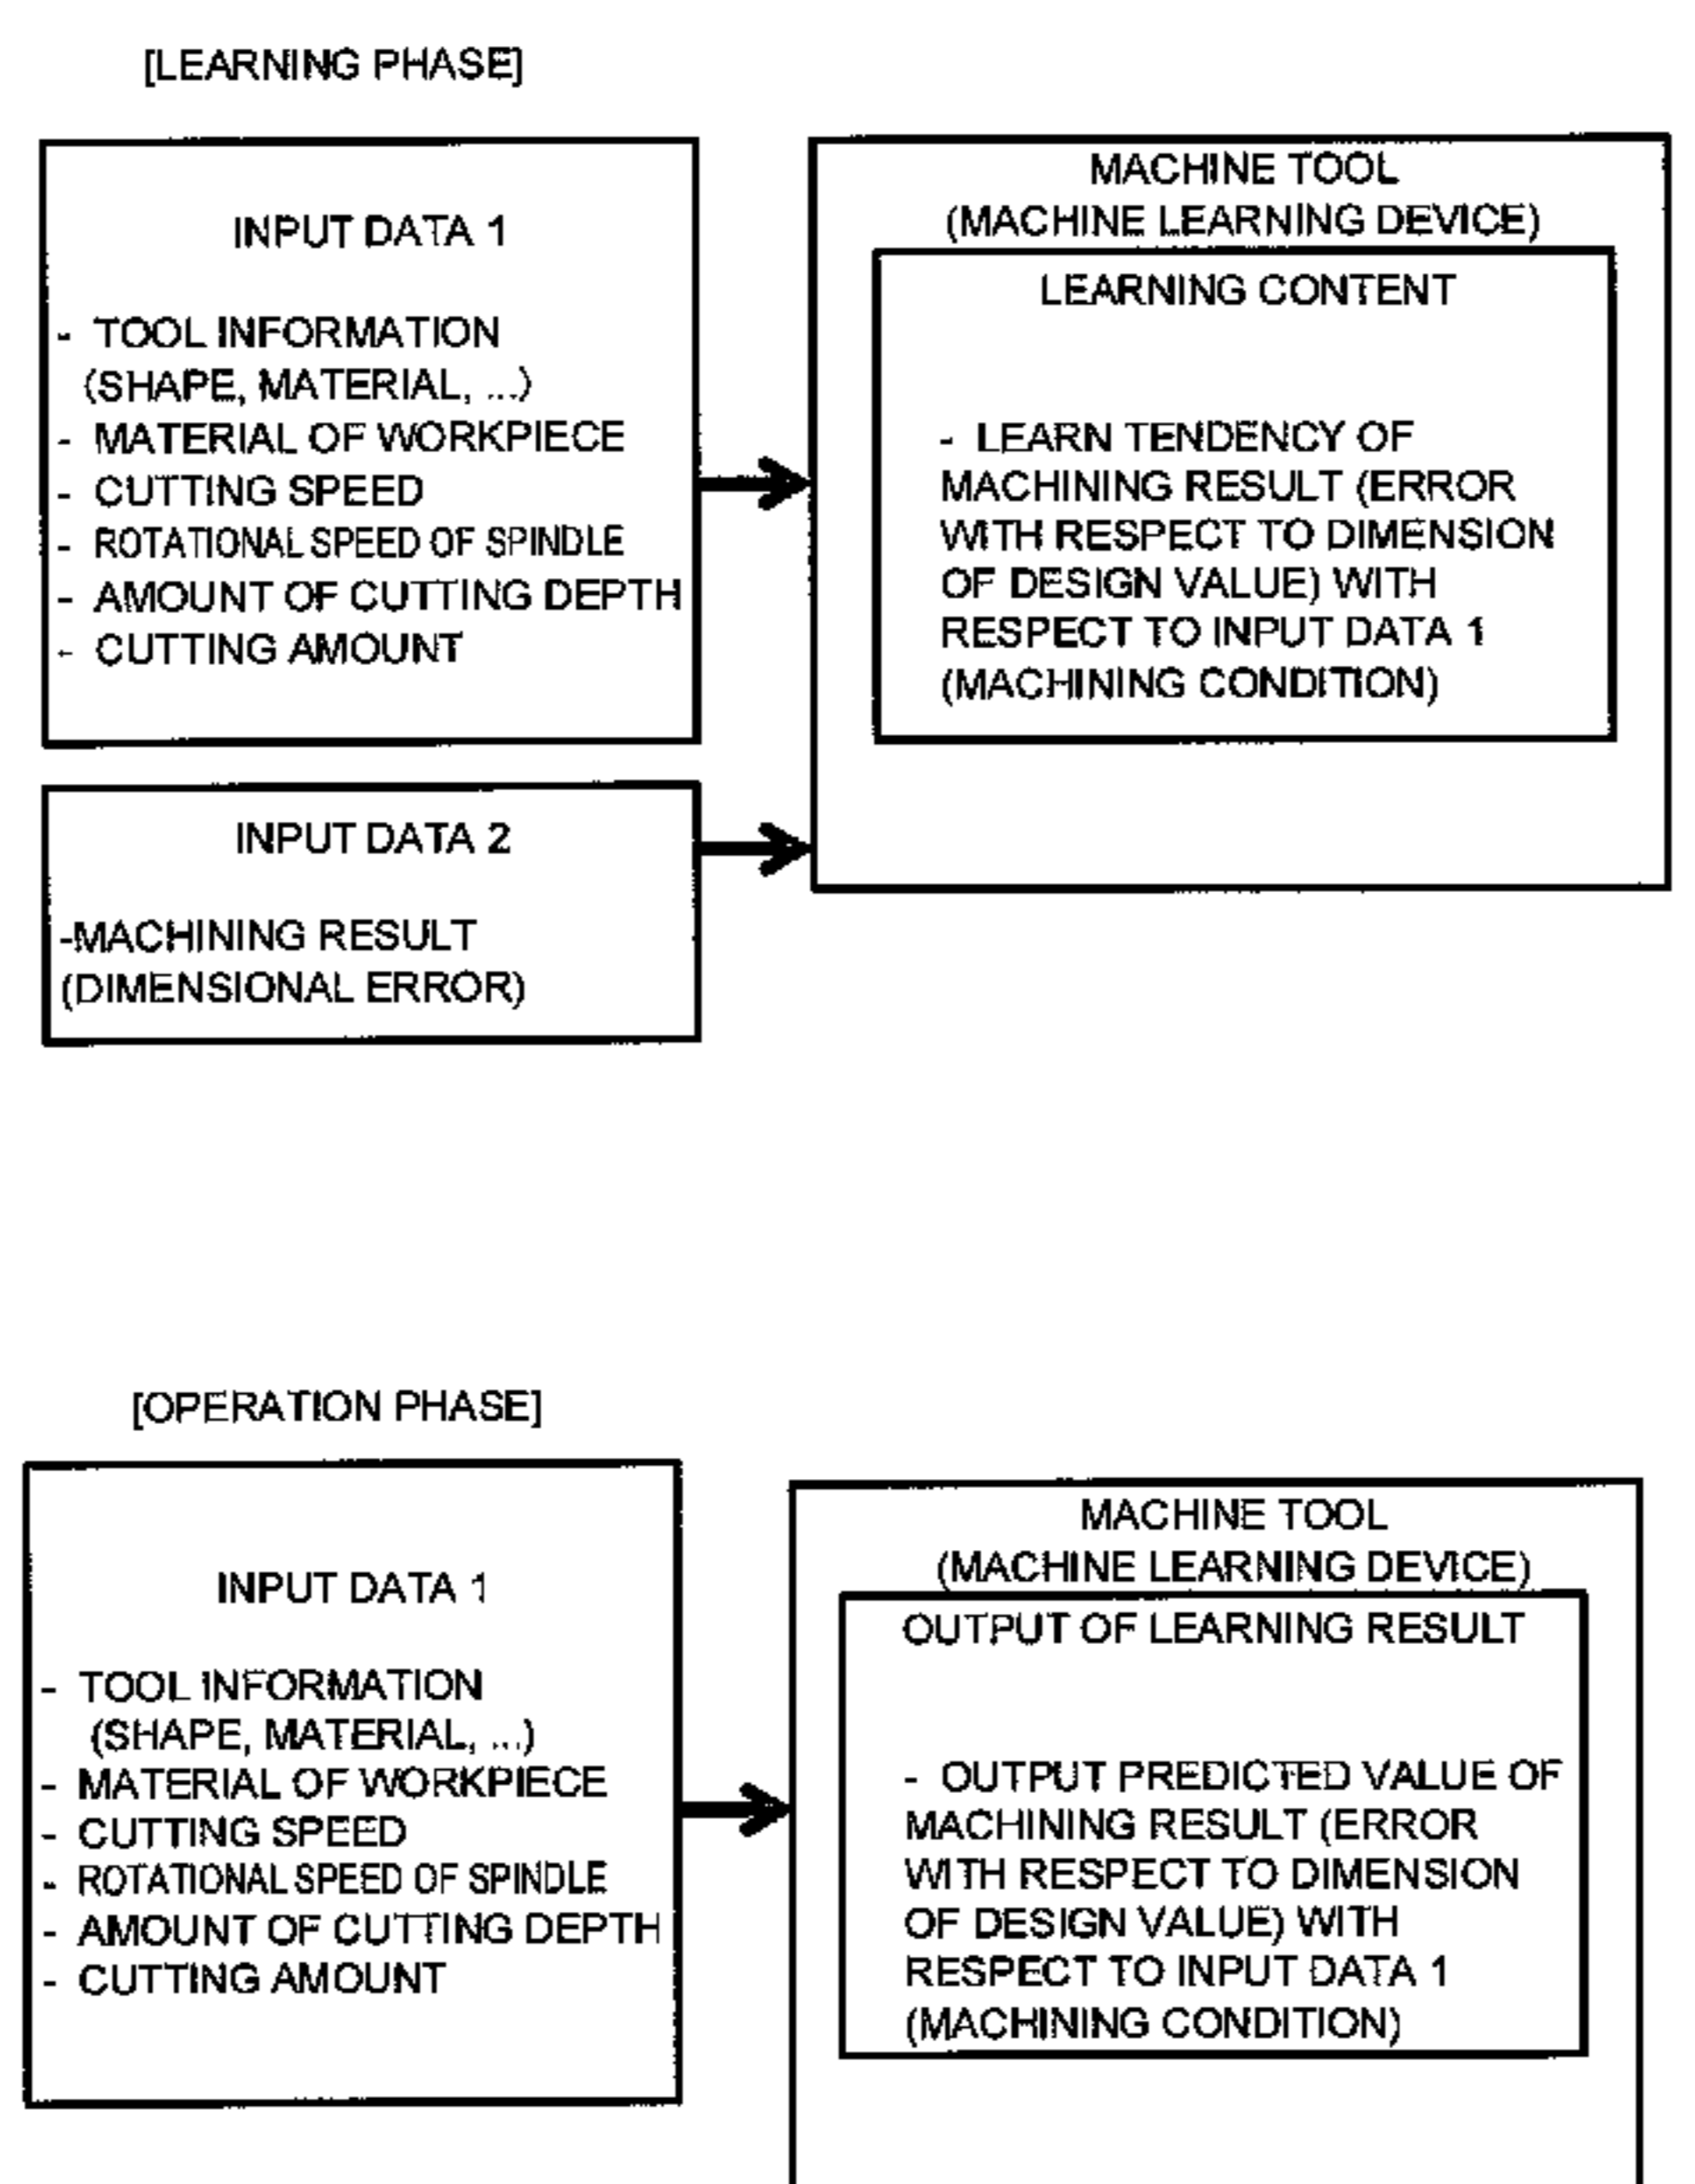 [LEARNING PHASE]
INPUT DATA 1
- TOOL INFORMATION
(SHAPE, MATERIAL, ...)
- MATERIAL OF WORKPIECE
- CUTTING SPEED
- ROTATIONAL SPEED OF SPINDLE
- AMOUNT OF CUTTING DEPTH
- CUTTING AMOUNT
MACHINE TOOL
(MACHINE LEARNING DEVICE)
LEARNING CONTENT
- LEARN TENDENCY OF
MACHINING RESULT (ERROR
WITH RESPECT TO DIMENSION
OF DESIGN VALUE) WITH
RESPECT TO INPUT DATA 1
(MACHINING CONDITION)
INPUT DATA 2
-MACHINING RESULT
(DIMENSIONAL ERROR)
[OPERATION PHASE]
INPUT DATA 1
- TOOL INFORMATION
(SHAPE, MATERIAL, ...)
- MATERIAL OF WORKPIECE
- CUTTING SPEED
- ROTATIONAL SPEED OF SPINDLE
- AMOUNT OF CUTTING DEPTH
- CUTTING AMOUNT
MACHINE TOOL
(MACHINE LEARNING DEVICE)
OUTPUT OF LEARNING RESULT
- OUTPUT PREDICTED VALUE OF
MACHINING RESULT (ERROR
WITH RESPECT TO DIMENSION
OF DESIGN VALUE) WITH
RESPECT TO INPUT DATA 1
(MACHINING CONDITION)